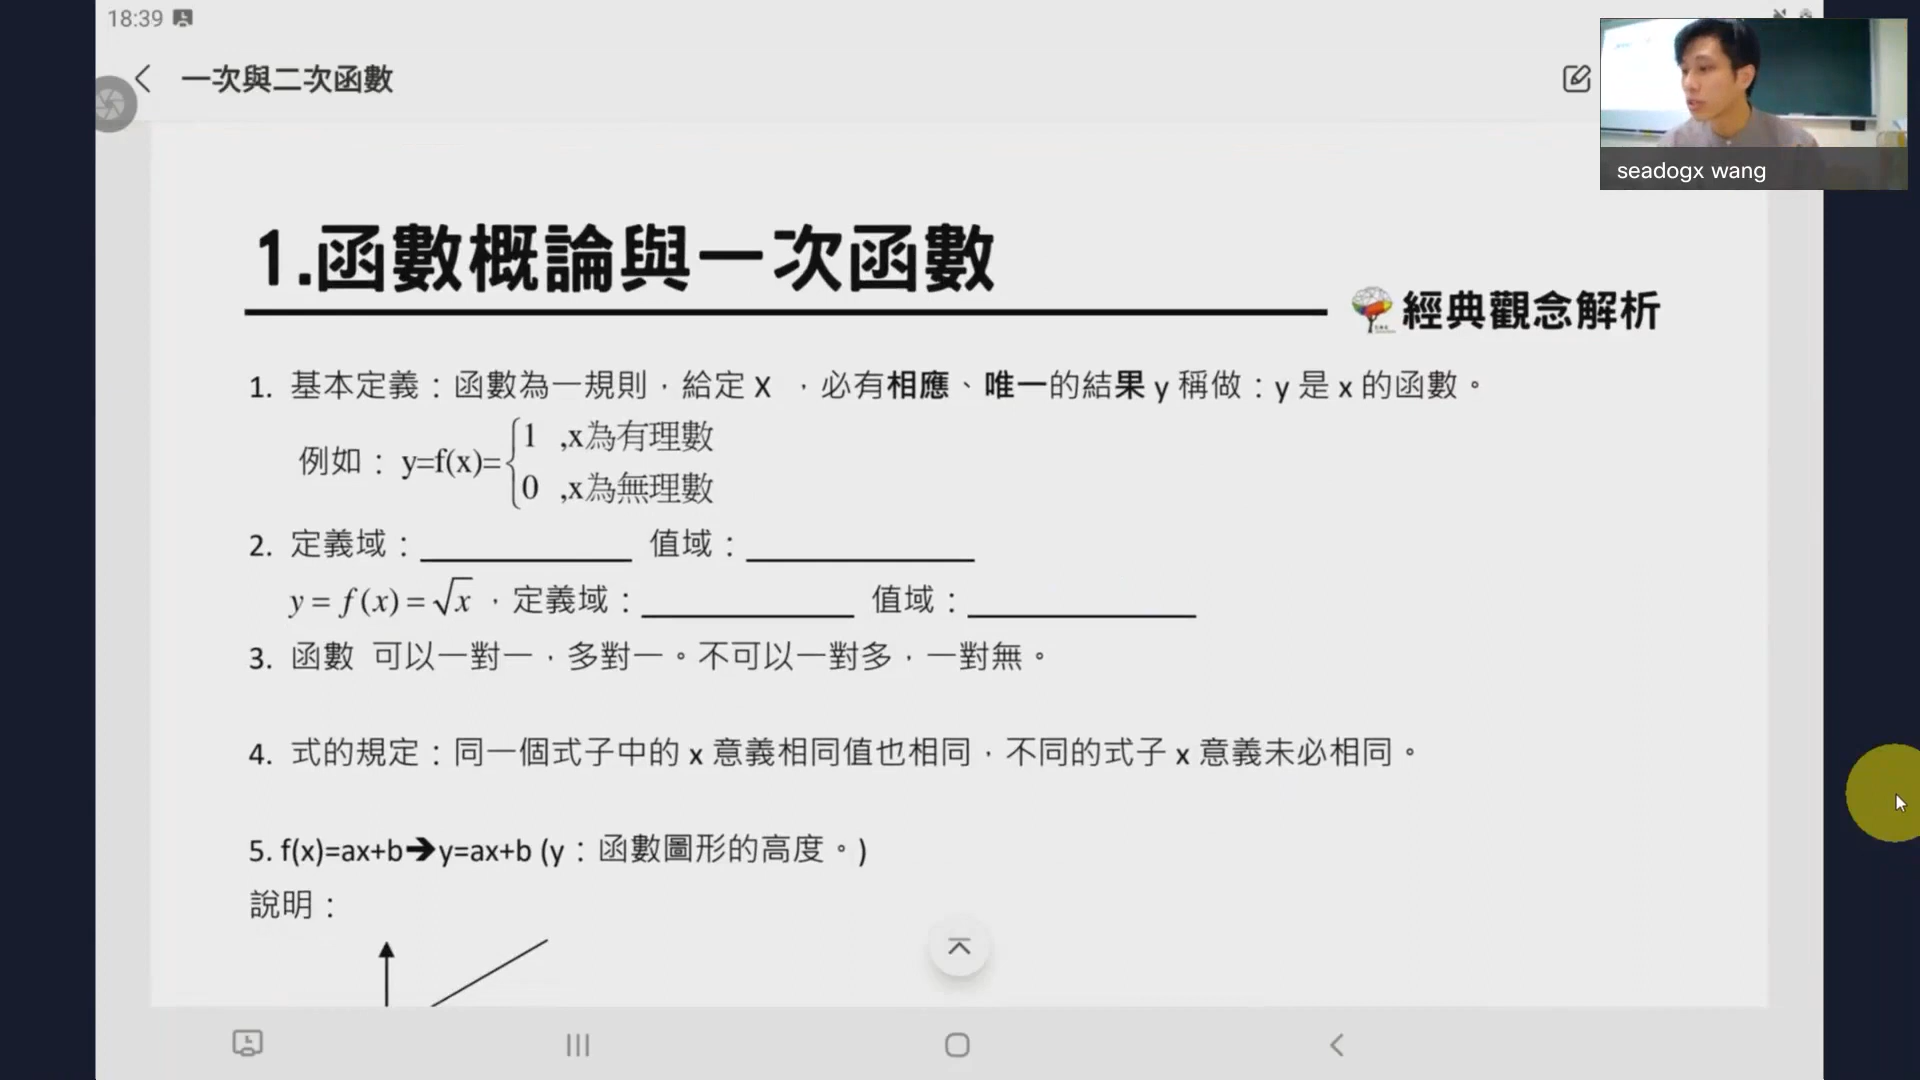 18:39
一次與二次函數
seadogx wang
1.函數概論與一次函數
經典觀念解析
1. 基本定義：函數為一規則，給定 X ，必有相應、唯一的結果 y 稱做：y 是 x 的函數。
1 ,x為有理數
例如：y=f(x)={
0 ,x為無理數
2. 定義域：__________ 值域：__________
y = f(x) = √x ，定義域：__________ 值域：__________
3. 函數 可以一對一，多對一。不可以一對多，一對無。
4. 式的規定：同一個式子中的 x 意義相同值也相同，不同的式子 x 意義未必相同。
5. f(x)=ax+b➔y=ax+b (y：函數圖形的高度。)
說明：